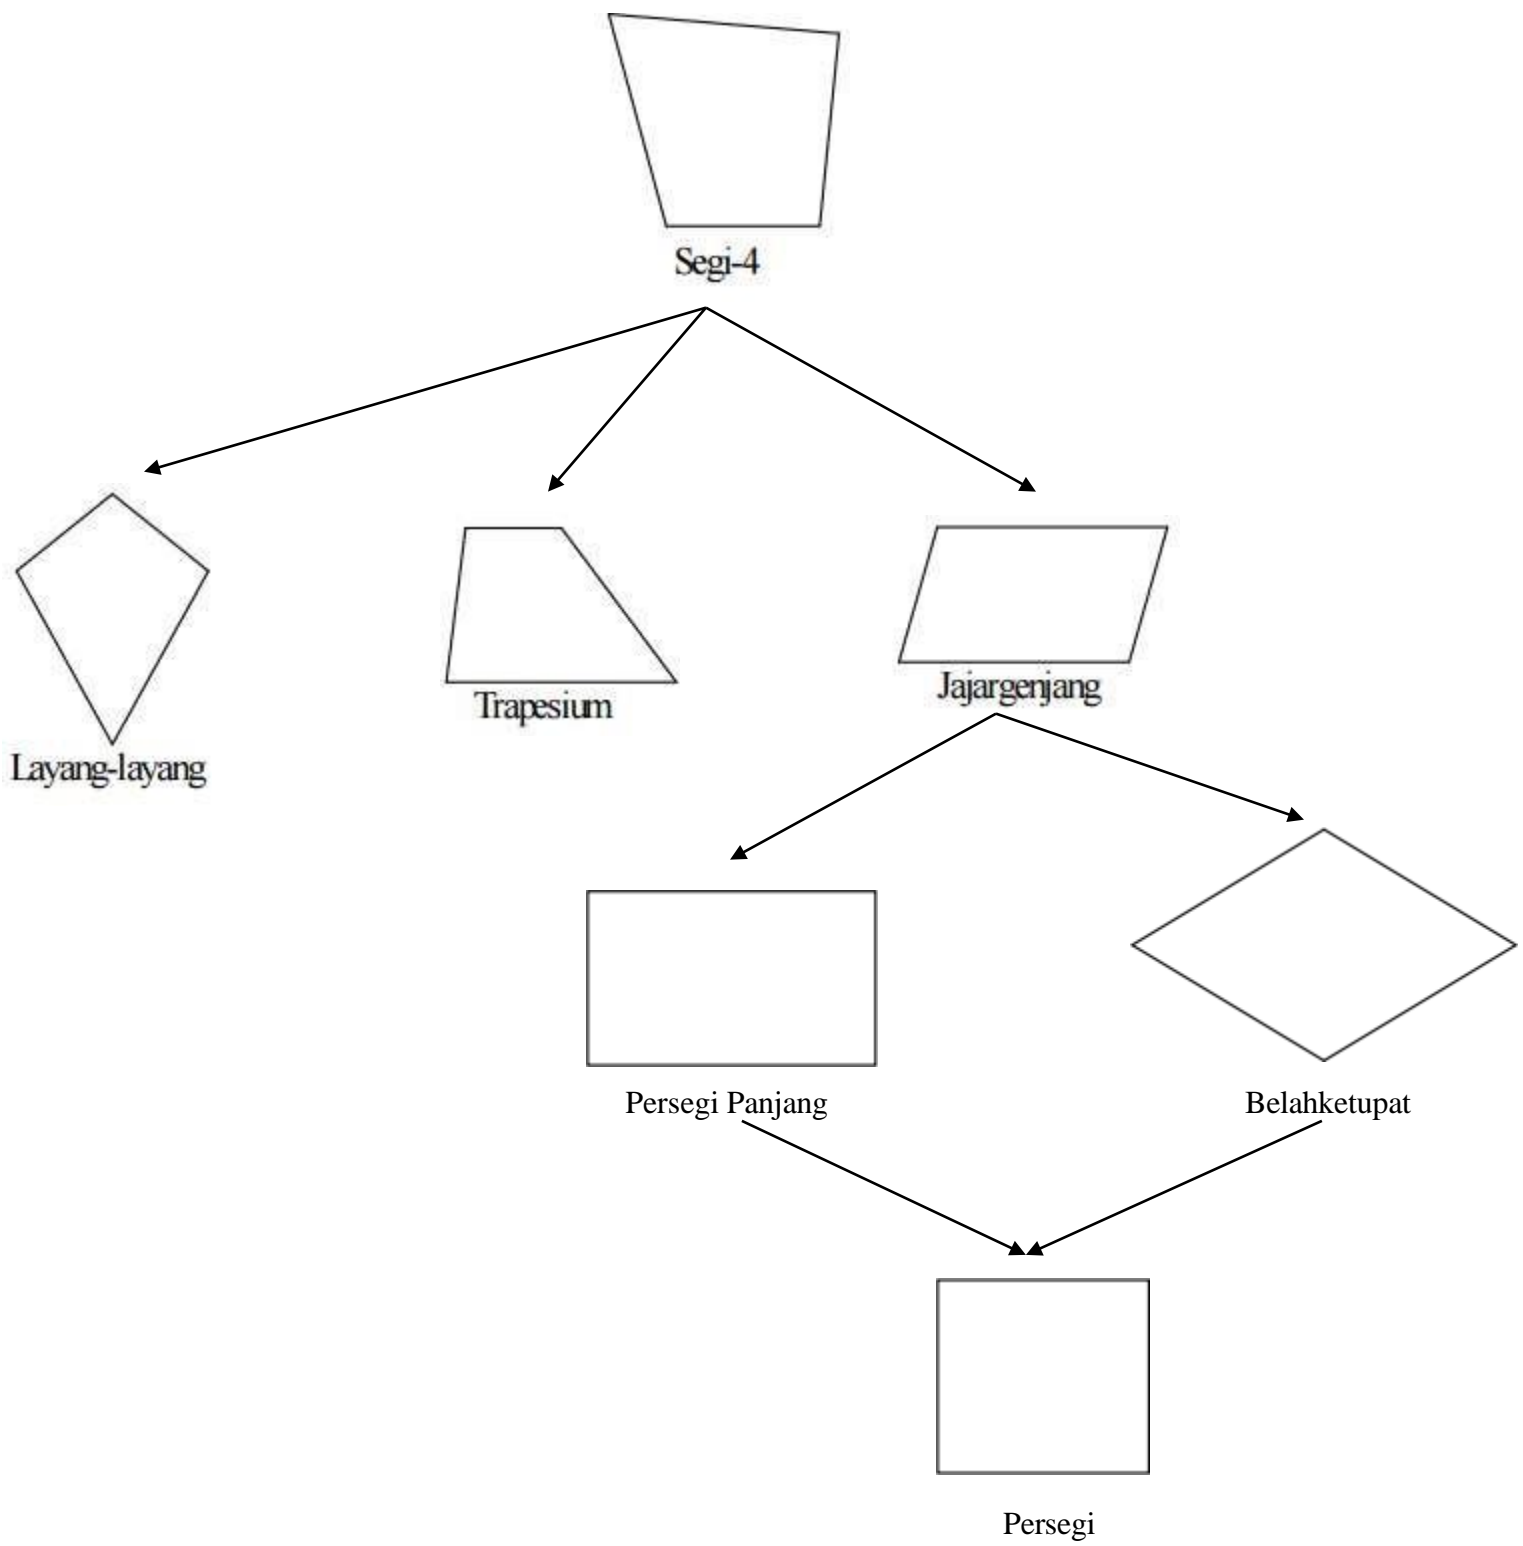 Segi-4
Layang-layang
Trapesium
Jajargenjang
Persegi Panjang
Belahketupat
Persegi